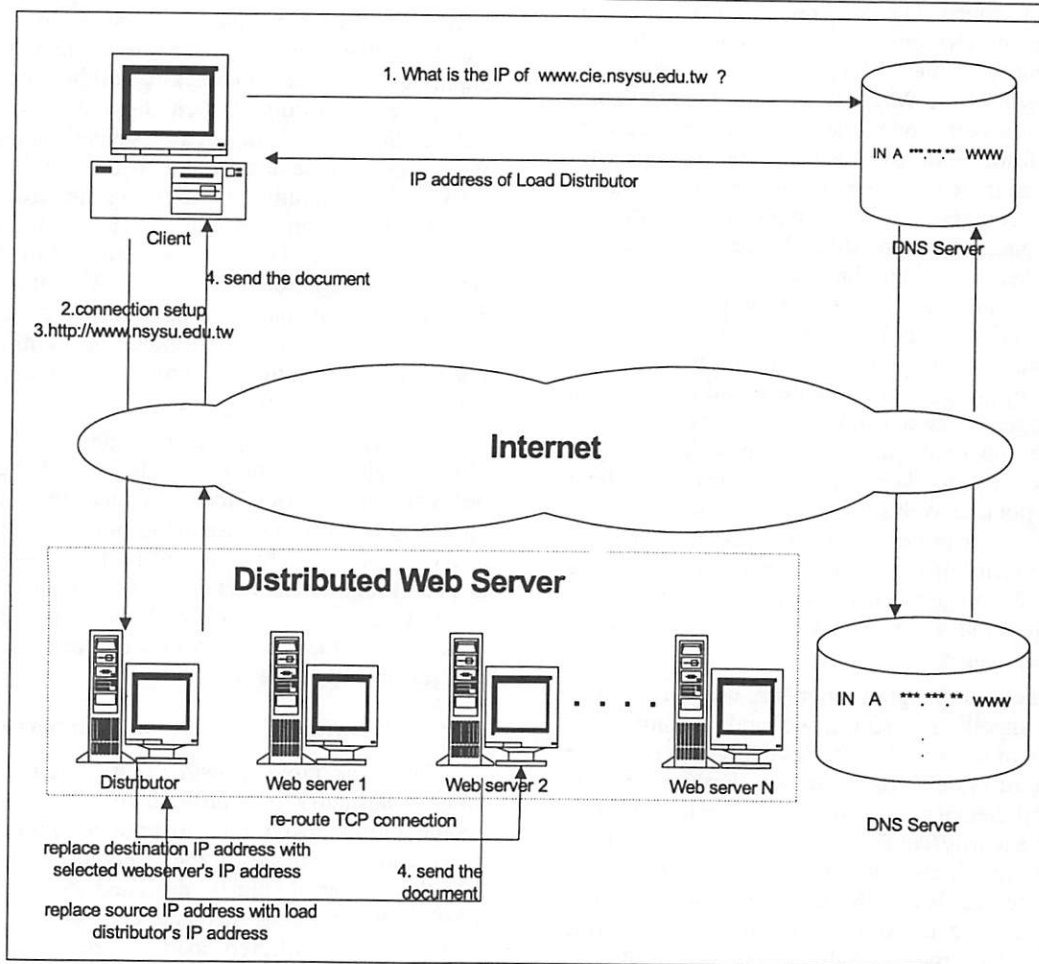 1. What is the IP of www.cie.nsysu.edu.tw ?
IN A ***.***.** WWW
IP address of Load Distributor
Client
DNS Server
4. send the document
2.connection setup
3.http://www.nsysu.edu.tw
Internet
Distributed Web Server
IN A ***.***.** WWW
.
.
. . . .
Distributor
Web server 1
Web server 2
Web server N
re-route TCP connection
DNS Server
replace destination IP address with
selected webserver's IP address
4. send the
document
replace source IP address with load
distributor's IP address